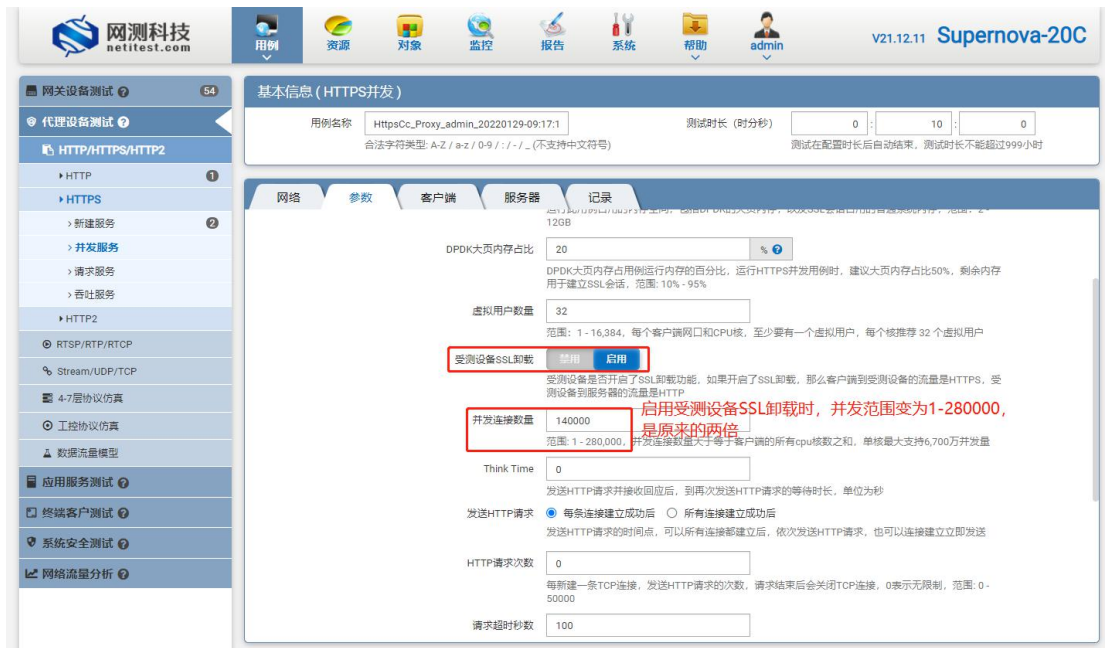 网测科技
netitest.com
用例
资源
对象
监控
报告
系统
帮助
admin
V21.12.11 Supernova-20C
网关设备测试 54
代理设备测试
HTTP/HTTPS/HTTP2
HTTP 1
HTTPS
新建服务 2
并发服务
请求服务
吞吐服务
HTTP2
RTSP/RTP/RTCP
Stream/UDP/TCP
4-7层协议仿真
工控协议仿真
数据流量模型
应用服务测试
终端客户测试
系统安全测试
网络流量分析
基本信息 ( HTTPS并发 )
用例名称 HttpsCc_Proxy_admin_20220129-09:17:1
合法字符类型: A-Z / a-z / 0-9 / : / - / _ (不支持中文符号)
测试时长 (时分秒) 0 : 10 : 0
测试在配置时长后自动结束，测试时长不能超过999小时
网络 参数 客户端 服务器 记录
12GB
DPDK大页内存占比 20 %
DPDK大页内存占用例运行内存的百分比，运行HTTPS并发用例时，建议大页内存占比50%，剩余内存
用于建立SSL会话，范围: 10% - 95%
虚拟用户数量 32
范围：1 - 16,384，每个客户端网口和CPU核，至少要有一个虚拟用户，每个核推荐 32 个虚拟用户
受测设备SSL卸载 禁用 启用
受测设备是否开启了SSL卸载功能，如果开启了SSL卸载，那么客户端到受测设备的流量是HTTPS，受
测设备到服务器的流量是HTTP
启用受测设备SSL卸载时，并发范围变为1-280000，
是原来的两倍
并发连接数量 140000
范围: 1 - 280,000，并发连接数量大于等于客户端的所有cpu核数之和，单核最大支持6,700万并发量
Think Time 0
发送HTTP请求并接收回应后，到再次发送HTTP请求的等待时长，单位为秒
发送HTTP请求 每条连接建立成功后 所有连接建立成功后
发送HTTP请求的时间点，可以所有连接都建立后，依次发送HTTP请求，也可以连接建立立即发送
HTTP请求次数 0
每新建一条TCP连接，发送HTTP请求的次数，请求结束后会关闭TCP连接，0表示无限制，范围: 0 -
50000
请求超时秒数 100